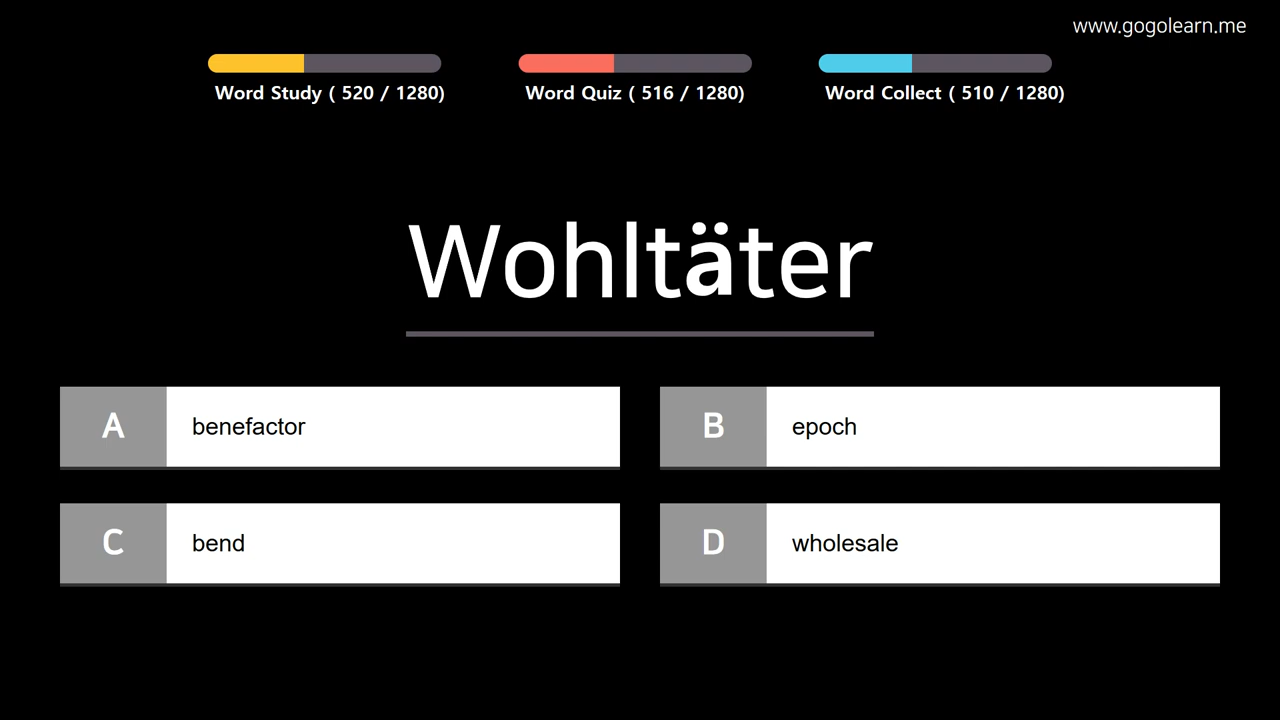 www.gogolearn.me
Word Study ( 520 / 1280)
Word Quiz ( 516 / 1280)
Word Collect ( 510 / 1280)
Wohltäter
A benefactor
B epoch
C bend
D wholesale